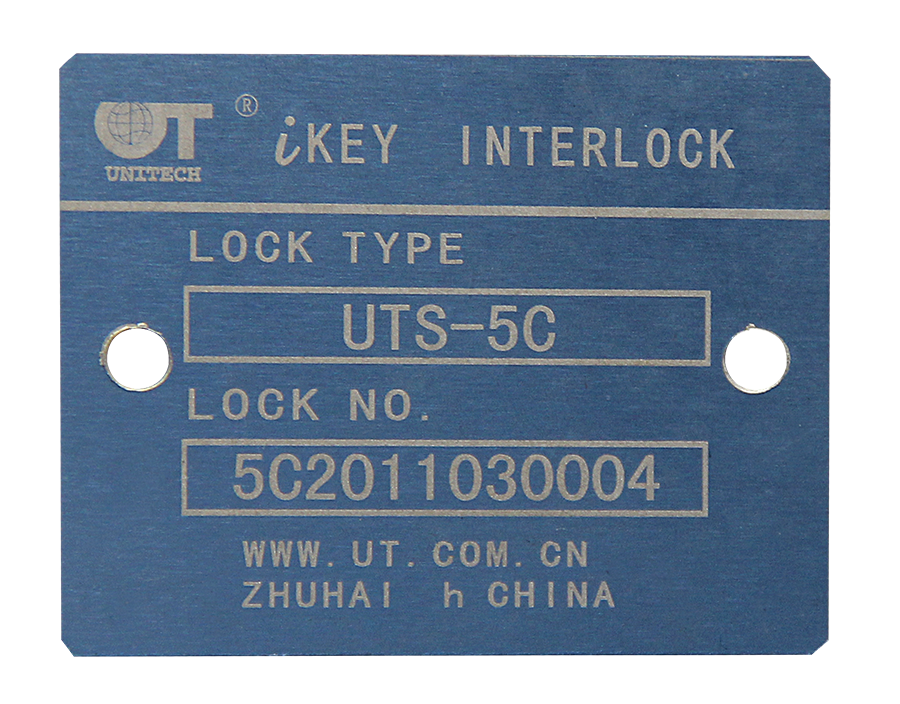 UT ® iKEY INTERLOCK
UNITECH
LOCK TYPE
UTS-5C
LOCK NO.
5C2011030004
WWW.UT.COM.CN
ZHUHAI h CHINA